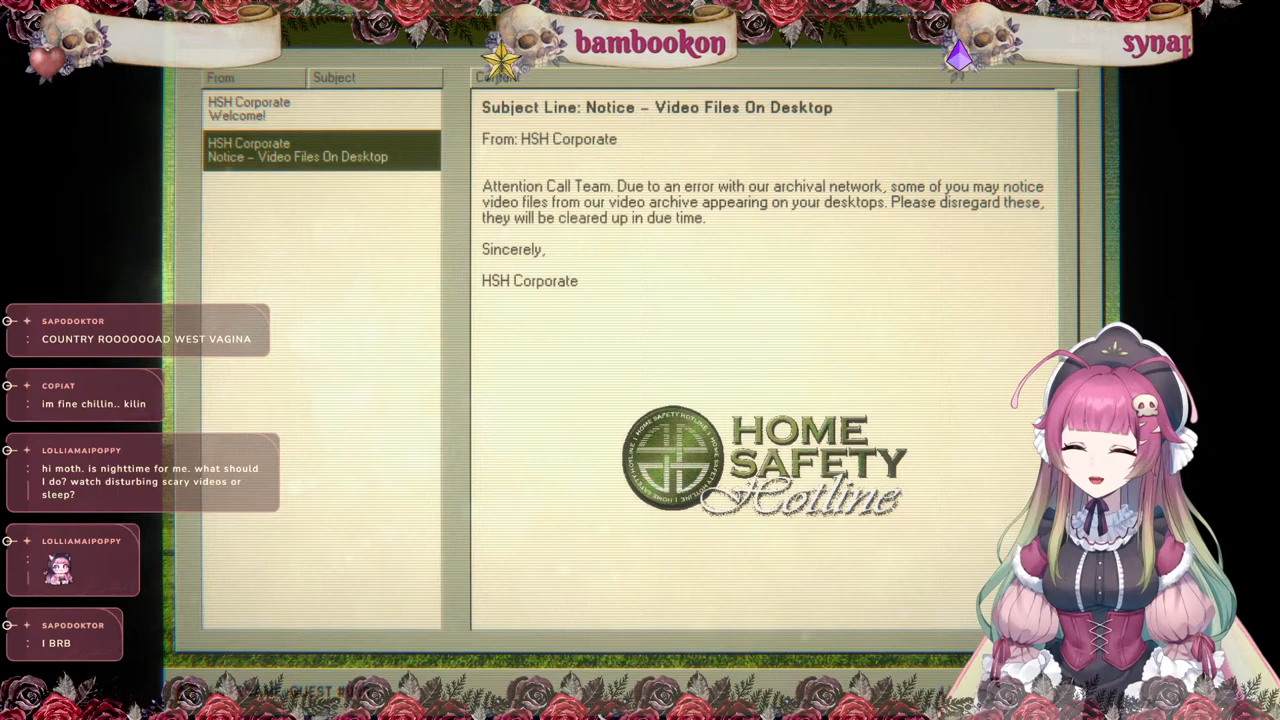 bambookon
synap
From
Subject
Content
HSH Corporate
Welcome!
HSH Corporate
Notice – Video Files On Desktop
Subject Line: Notice – Video Files On Desktop
From: HSH Corporate
Attention Call Team. Due to an error with our archival network, some of you may notice
video files from our video archive appearing on your desktops. Please disregard these,
they will be cleared up in due time.
Sincerely,
HSH Corporate
HOME
SAFETY
Hotline
SAPODOKTOR
COUNTRY ROOOOOOAD WEST VAGINA
COPIAT
im fine chillin.. kilin
LOLLIAMAIPOPPY
hi moth. is nighttime for me. what should
I do? watch disturbing scary videos or
sleep?
LOLLIAMAIPOPPY
SAPODOKTOR
I BRB